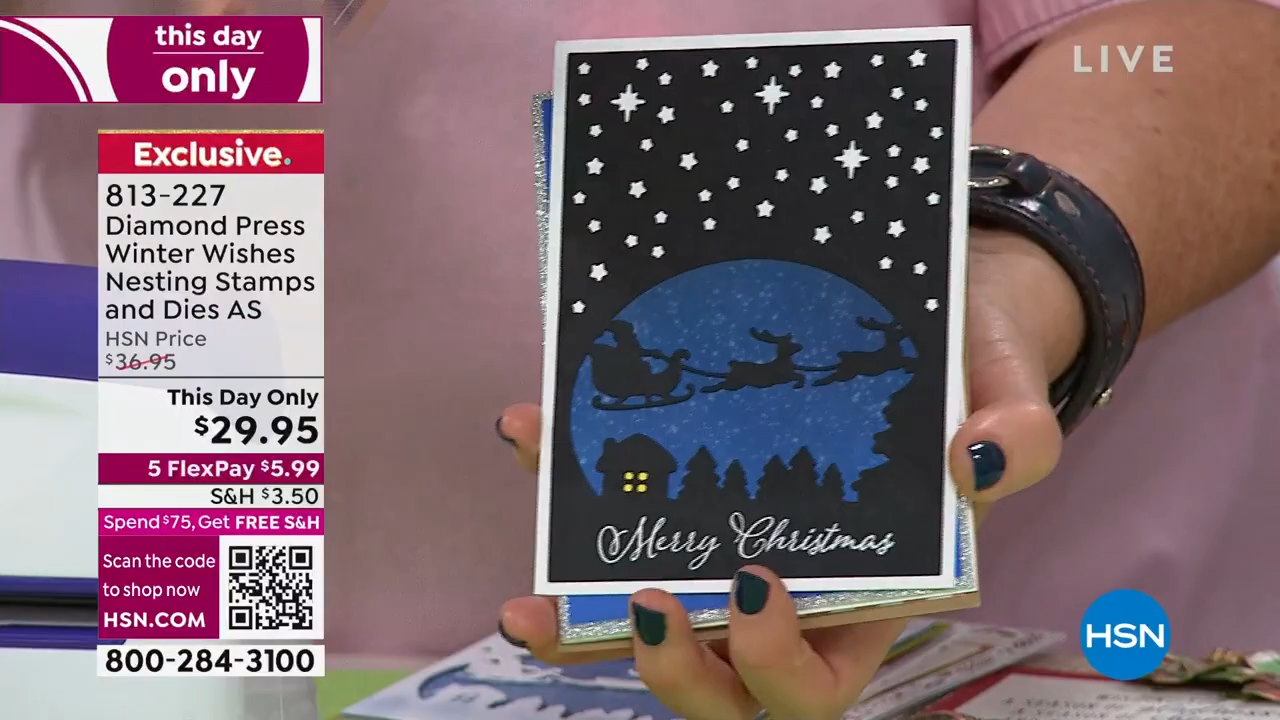 this day
only
LIVE
Exclusive.
813-227
Diamond Press
Winter Wishes
Nesting Stamps
and Dies AS
HSN Price
$36.95
This Day Only
$29.95
5 FlexPay $5.99
S&H $3.50
Spend $75, Get FREE S&H
Scan the code
to shop now
HSN.COM
800-284-3100
Merry Christmas
HSN